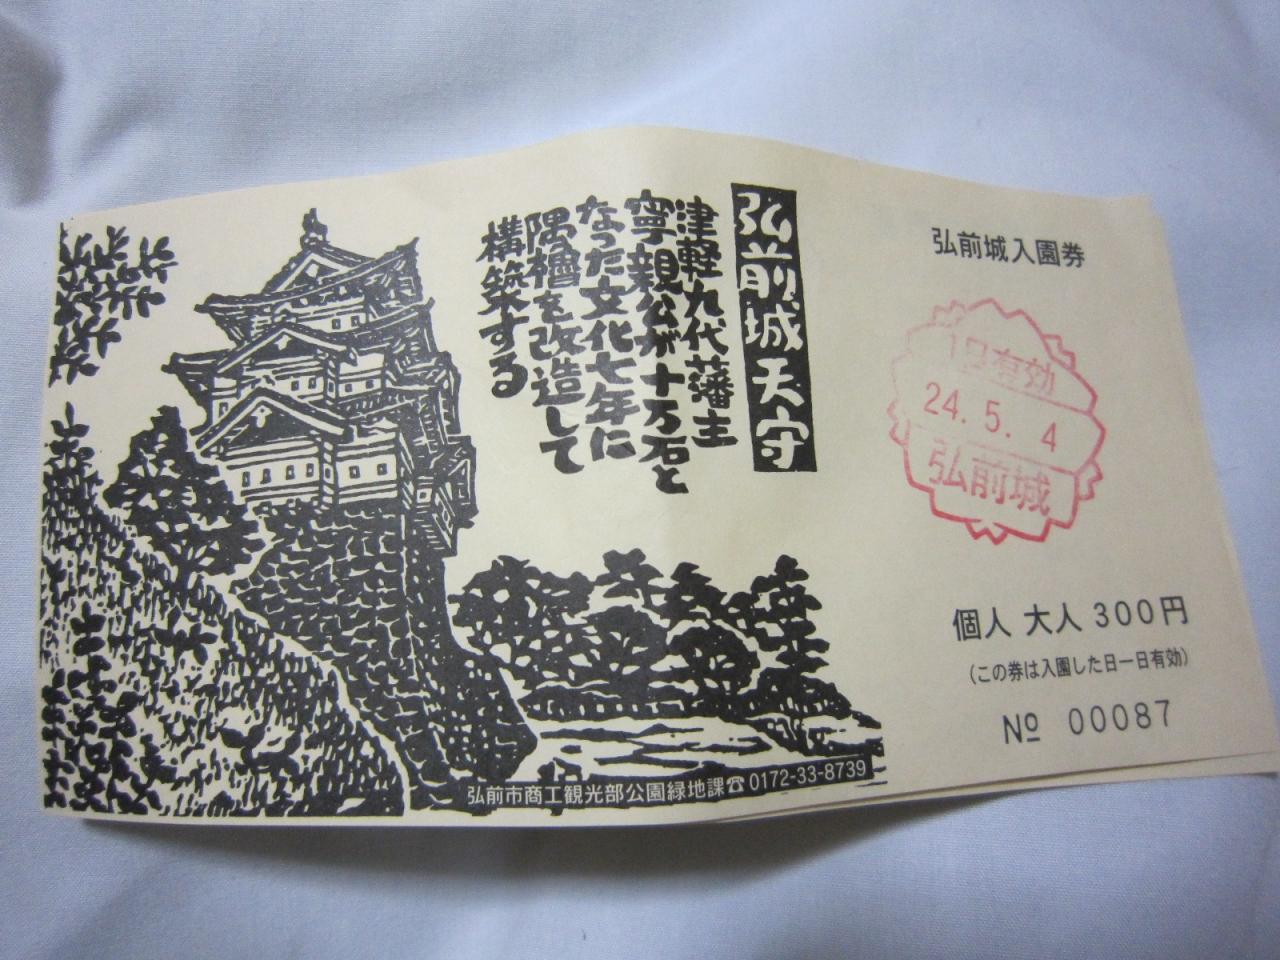 弘前城天守
津軽九代藩主
寧親公が十万石と
なった文化七年に
隅櫓を改造して
構築する
弘前市商工観光部公園緑地課☎0172-33-8739
弘前城入園券
1日有効
24.5.4
弘前城
個人 大人 300円
(この券は入園した日一日有効)
№ 00087